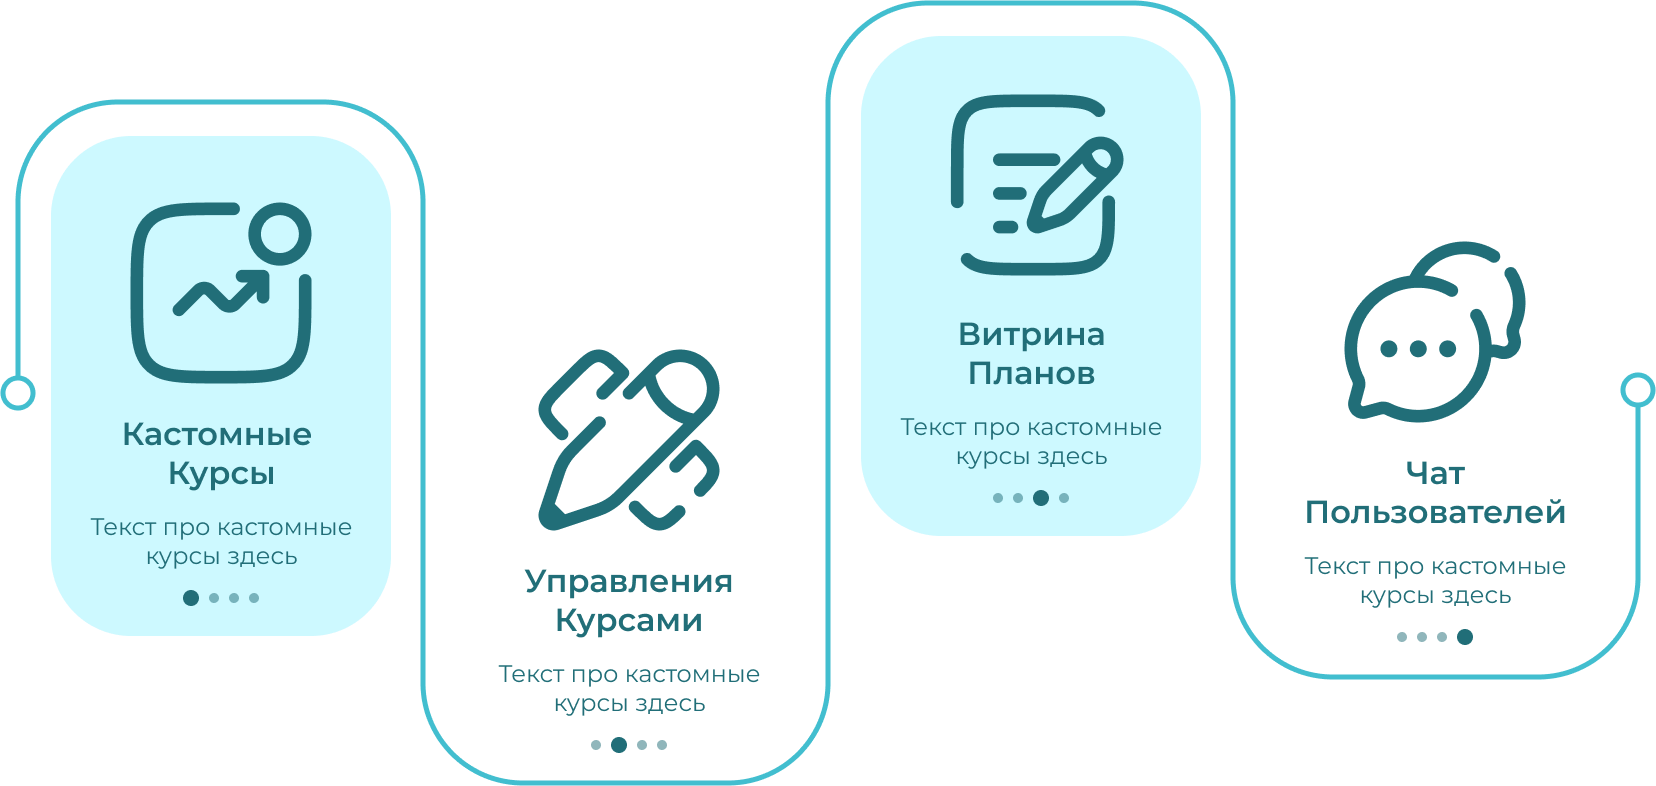 Кастомные
Курсы
Текст про кастомные
курсы здесь
Управления
Курсами
Текст про кастомные
курсы здесь
Витрина
Планов
Текст про кастомные
курсы здесь
Чат
Пользователей
Текст про кастомные
курсы здесь